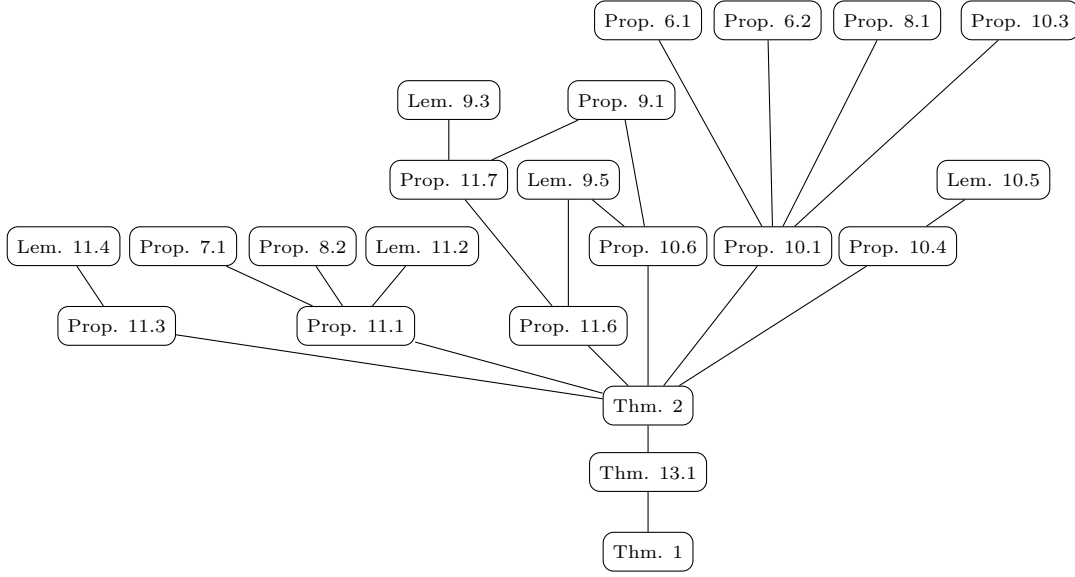 Prop. 6.1 Prop. 6.2 Prop. 8.1 Prop. 10.3
Lem. 9.3 Prop. 9.1
Prop. 11.7 Lem. 9.5 Lem. 10.5
Lem. 11.4 Prop. 7.1 Prop. 8.2 Lem. 11.2 Prop. 10.6 Prop. 10.1 Prop. 10.4
Prop. 11.3 Prop. 11.1 Prop. 11.6
Thm. 2
Thm. 13.1
Thm. 1